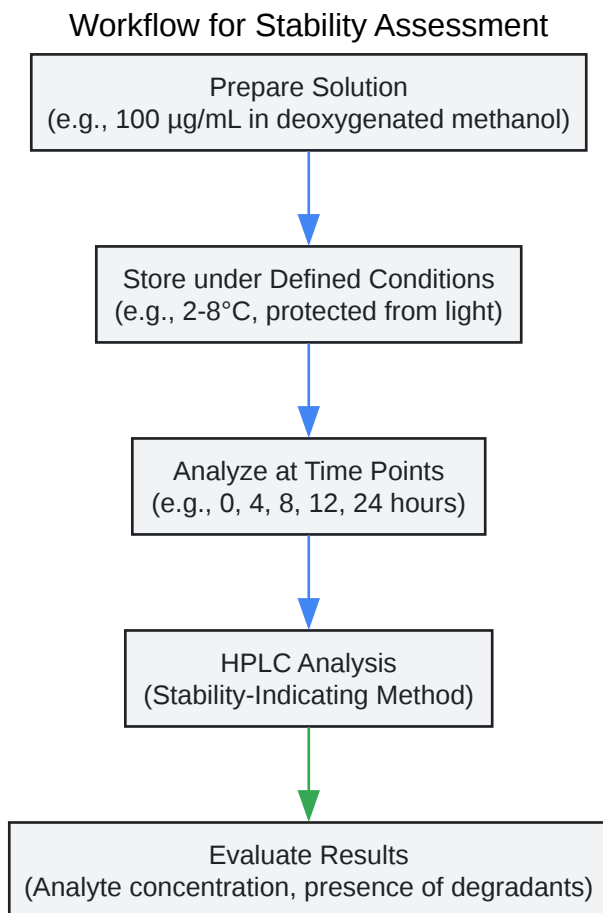 Workflow for Stability Assessment
Prepare Solution
(e.g., 100 µg/mL in deoxygenated methanol)
Store under Defined Conditions
(e.g., 2-8°C, protected from light)
Analyze at Time Points
(e.g., 0, 4, 8, 12, 24 hours)
HPLC Analysis
(Stability-Indicating Method)
Evaluate Results
(Analyte concentration, presence of degradants)